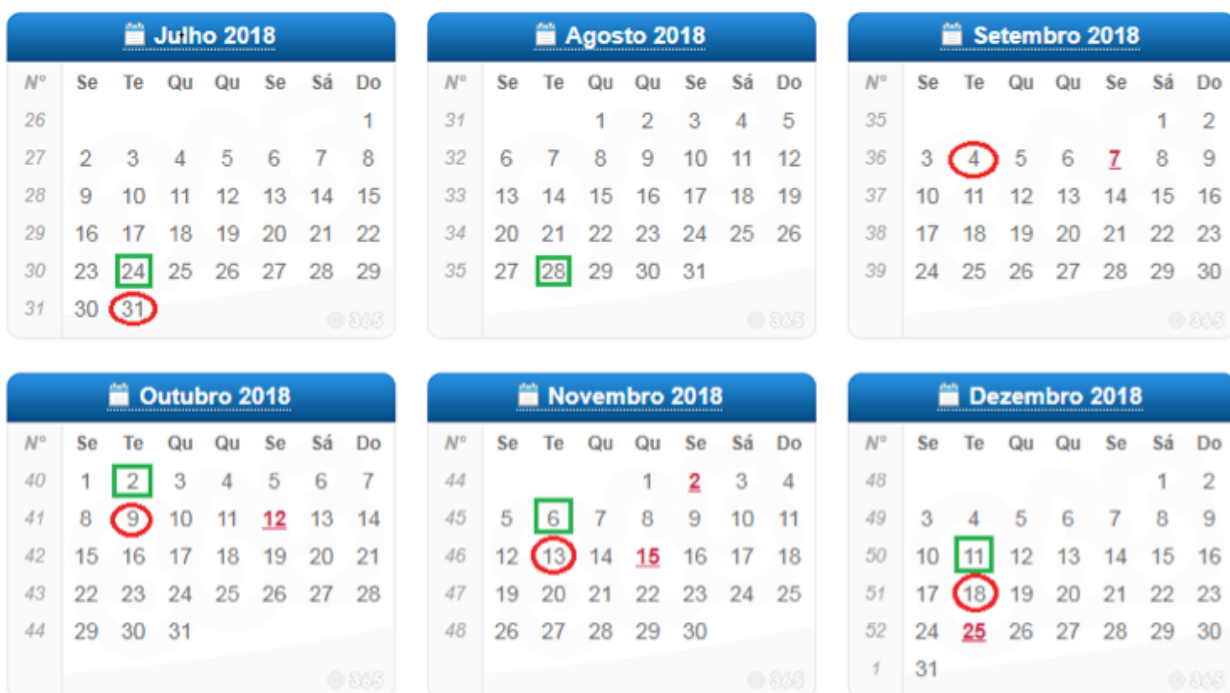 Julho 2018
Nº Se Te Qu Qu Se Sá Do
26 1
27 2 3 4 5 6 7 8
28 9 10 11 12 13 14 15
29 16 17 18 19 20 21 22
30 23 24 25 26 27 28 29
31 30 31
© 365
Agosto 2018
Nº Se Te Qu Qu Se Sá Do
31 1 2 3 4 5
32 6 7 8 9 10 11 12
33 13 14 15 16 17 18 19
34 20 21 22 23 24 25 26
35 27 28 29 30 31
© 365
Setembro 2018
Nº Se Te Qu Qu Se Sá Do
35 1 2
36 3 4 5 6 7 8 9
37 10 11 12 13 14 15 16
38 17 18 19 20 21 22 23
39 24 25 26 27 28 29 30
© 365
Outubro 2018
Nº Se Te Qu Qu Se Sá Do
40 1 2 3 4 5 6 7
41 8 9 10 11 12 13 14
42 15 16 17 18 19 20 21
43 22 23 24 25 26 27 28
44 29 30 31
© 365
Novembro 2018
Nº Se Te Qu Qu Se Sá Do
44 1 2 3 4
45 5 6 7 8 9 10 11
46 12 13 14 15 16 17 18
47 19 20 21 22 23 24 25
48 26 27 28 29 30
© 365
Dezembro 2018
Nº Se Te Qu Qu Se Sá Do
48 1 2
49 3 4 5 6 7 8 9
50 10 11 12 13 14 15 16
51 17 18 19 20 21 22 23
52 24 25 26 27 28 29 30
1 31
© 365